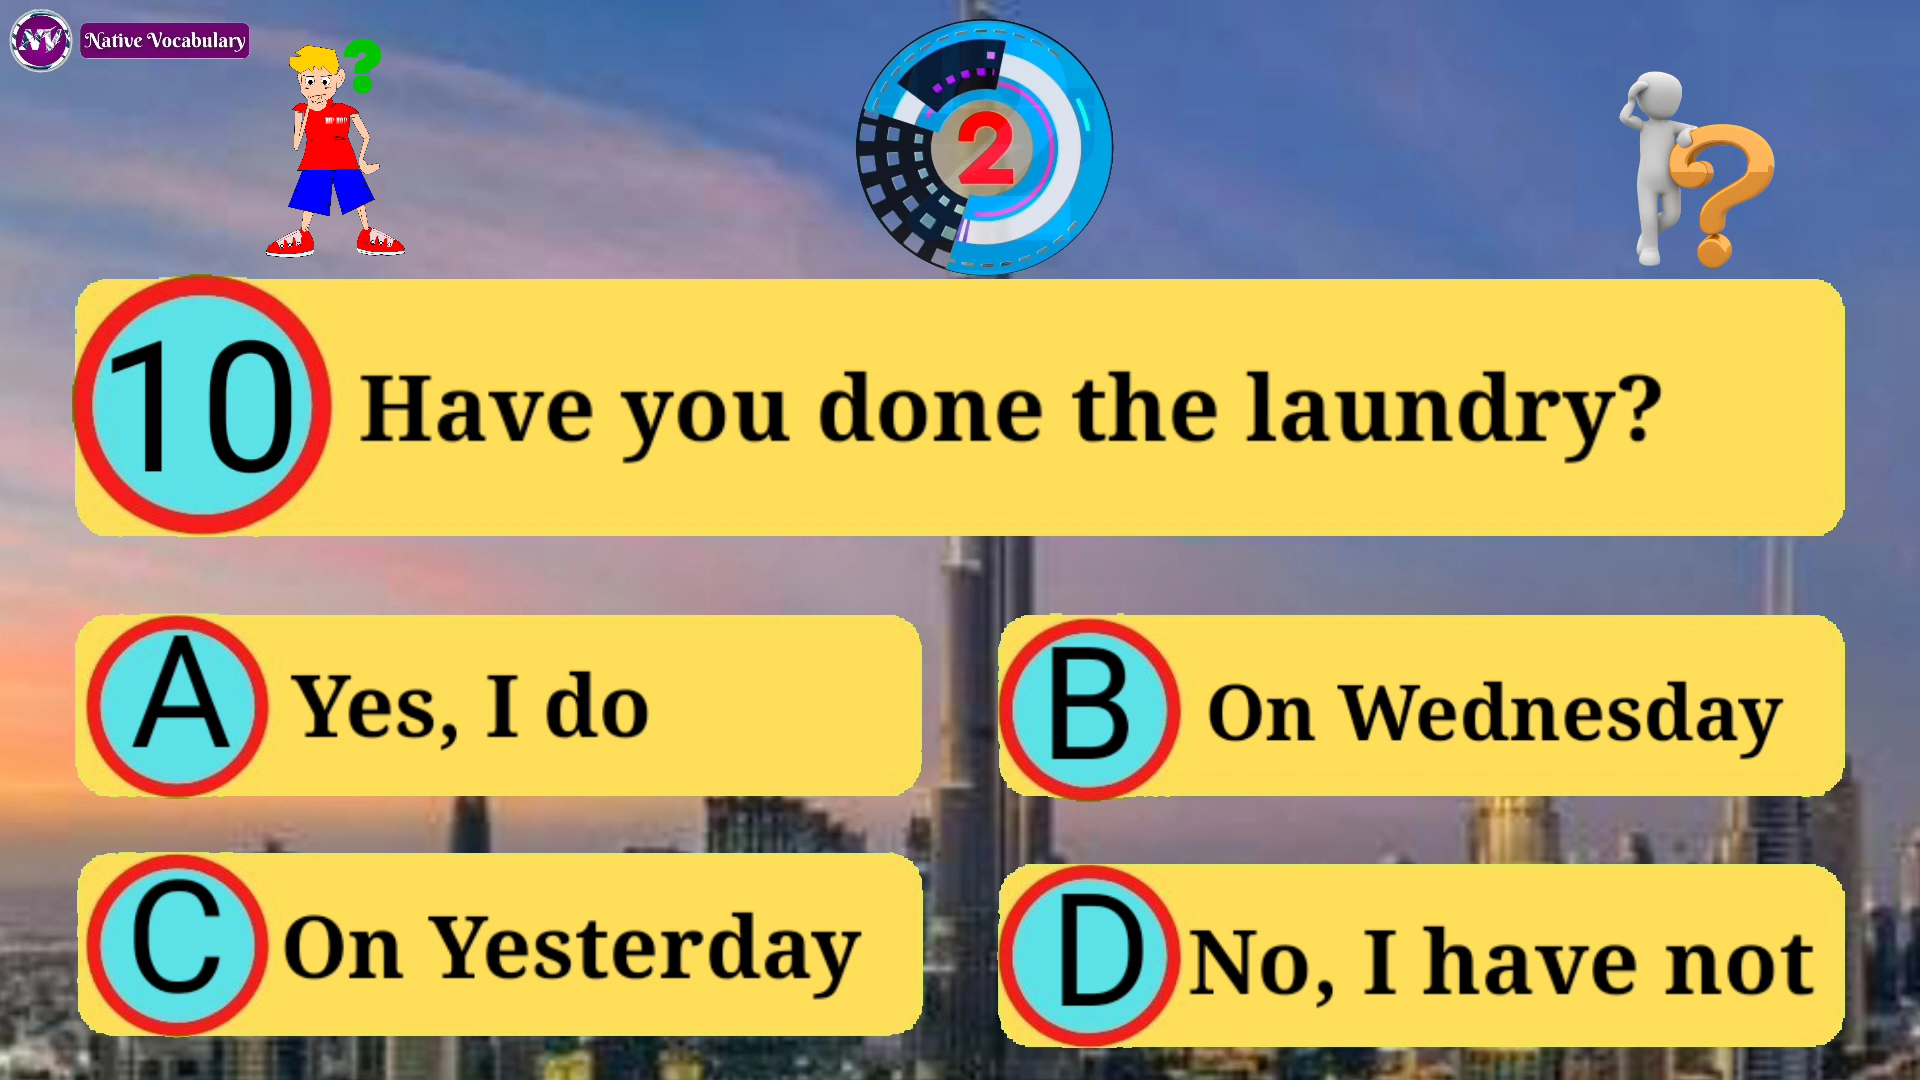 NV Native Vocabulary
2
10 Have you done the laundry?
A Yes, I do
B On Wednesday
C On Yesterday
D No, I have not